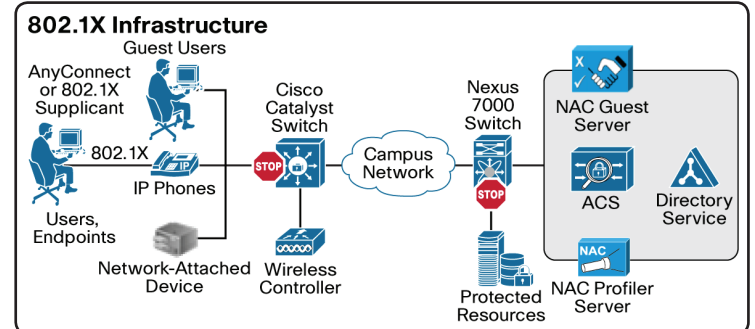 802.1X Infrastructure
Guest Users
AnyConnect
or 802.1X
Supplicant
802.1X
IP
IP Phones
Users,
Endpoints
Network-Attached
Device
Cisco
Catalyst
Switch
STOP
Wireless
Controller
Campus
Network
Nexus
7000
Switch
STOP
Protected
Resources
X
NAC Guest
Server
ACS
Directory
Service
NAC
NAC Profiler
Server